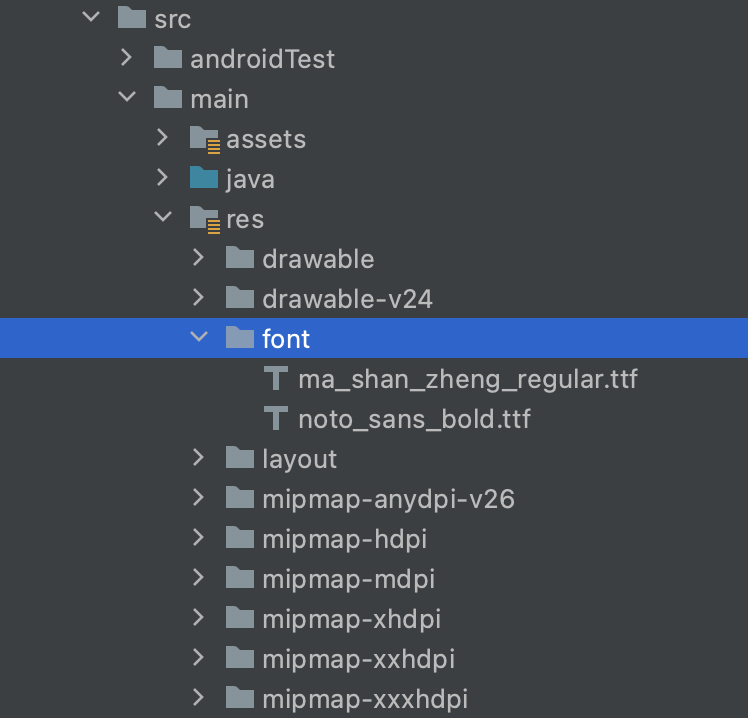 src
androidTest
main
assets
java
res
drawable
drawable-v24
font
ma_shan_zheng_regular.ttf
noto_sans_bold.ttf
layout
mipmap-anydpi-v26
mipmap-hdpi
mipmap-mdpi
mipmap-xhdpi
mipmap-xxhdpi
mipmap-xxxhdpi